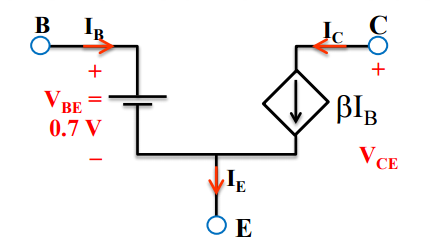 B I_B I_C C
+ +
V_BE =
0.7 V
βI_B
− V_CE
I_E
E